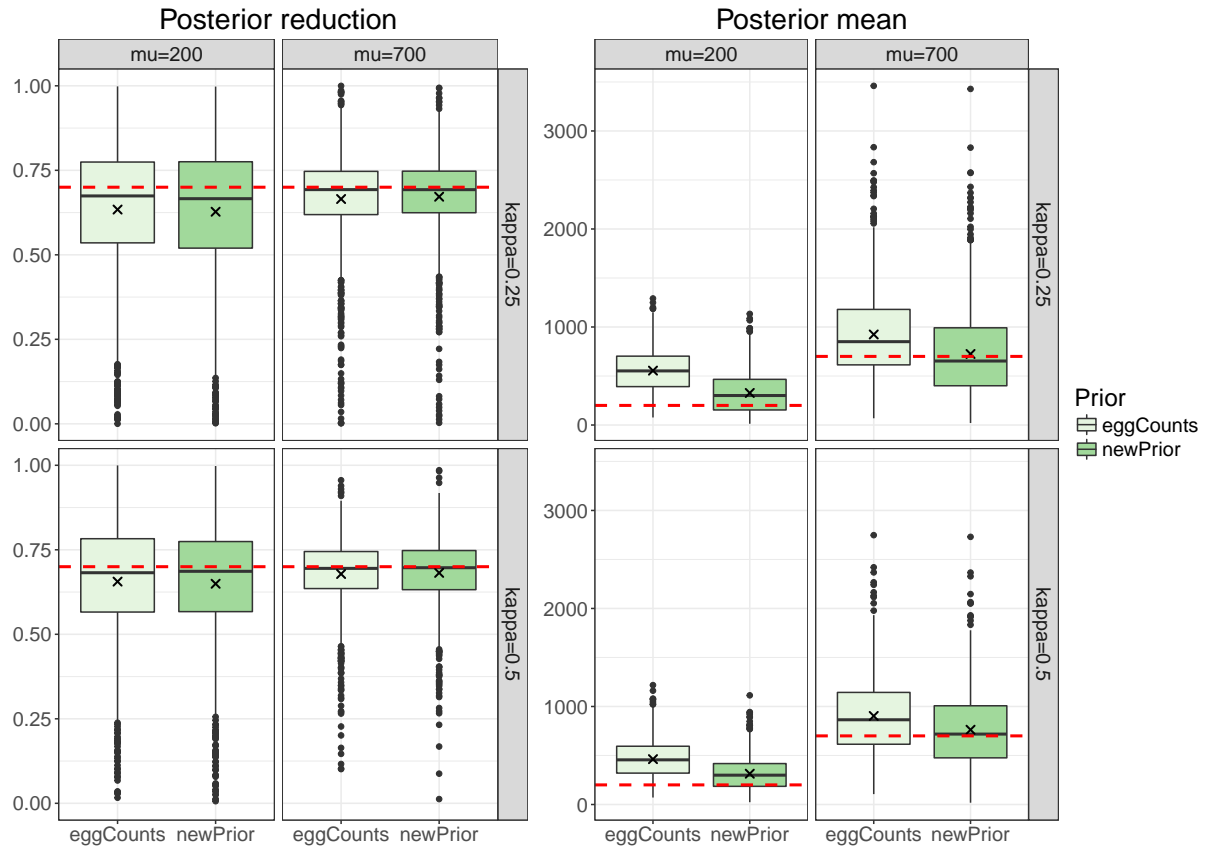 Posterior reduction
Posterior mean
mu=200
mu=700
mu=200
mu=700
1.00
0.75
0.50
0.25
0.00
kappa=0.25
3000
2000
1000
0
kappa=0.25
1.00
0.75
0.50
0.25
0.00
kappa=0.5
3000
2000
1000
0
kappa=0.5
eggCounts newPrior
eggCounts newPrior
eggCounts newPrior
eggCounts newPrior
Prior
eggCounts
newPrior